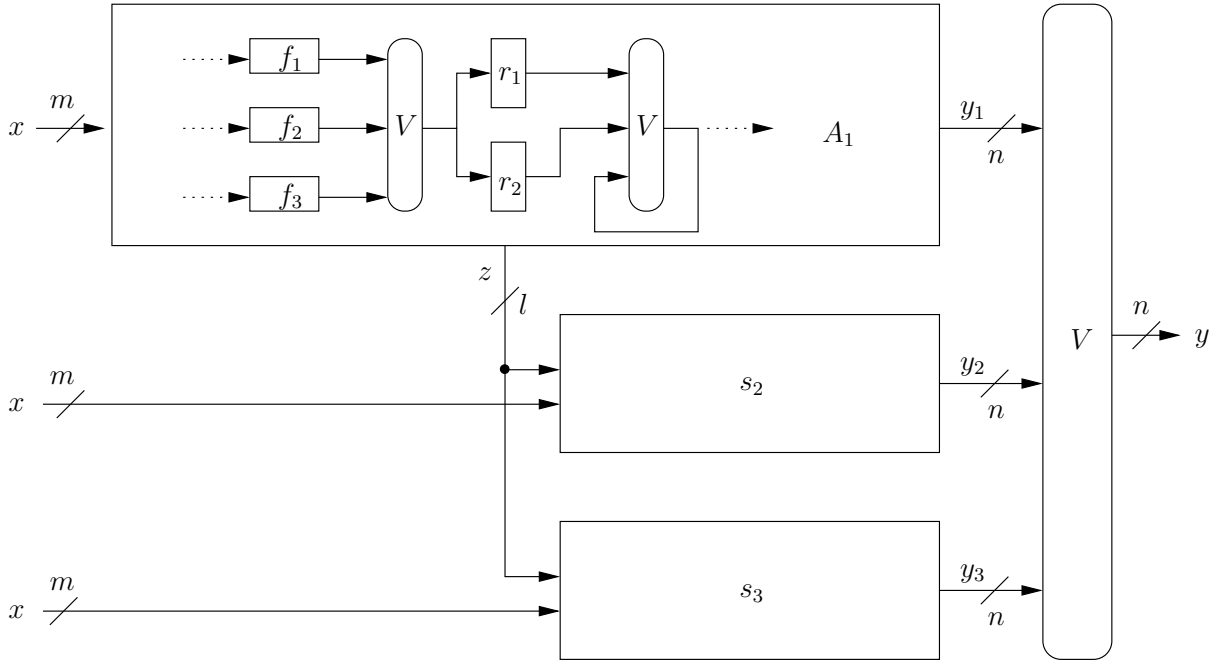 f₁
m
r₁
y₁
x
f₂
V
V
A₁
n
f₃
r₂
z
l
n
m
s₂
y₂
V
y
x
n
m
s₃
y₃
x
n